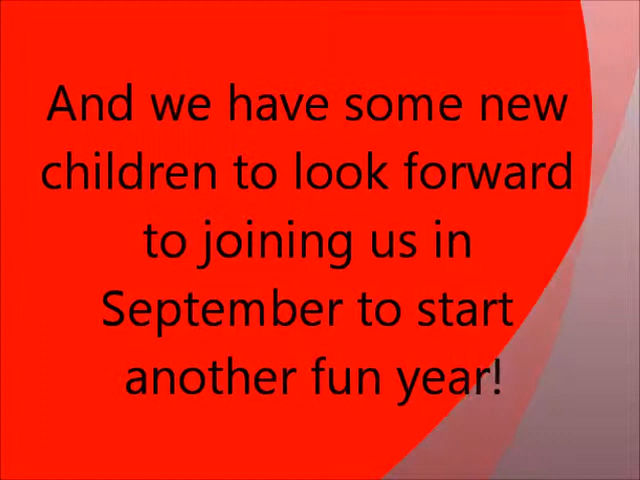 And we have some new
children to look forward
to joining us in
September to start
another fun year!